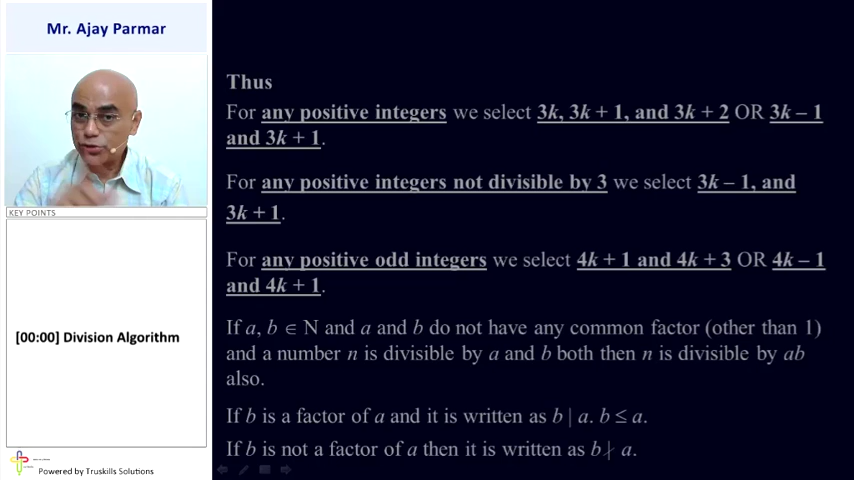 Mr. Ajay Parmar
KEY POINTS
[00:00] Division Algorithm
Powered by Truskills Solutions
Thus
For any positive integers we select 3k, 3k + 1, and 3k + 2 OR 3k – 1
and 3k + 1.
For any positive integers not divisible by 3 we select 3k – 1, and
3k + 1.
For any positive odd integers we select 4k + 1 and 4k + 3 OR 4k – 1
and 4k + 1.
If a, b ∈ N and a and b do not have any common factor (other than 1)
and a number n is divisible by a and b both then n is divisible by ab
also.
If b is a factor of a and it is written as b | a. b ≤ a.
If b is not a factor of a then it is written as b ∤ a.